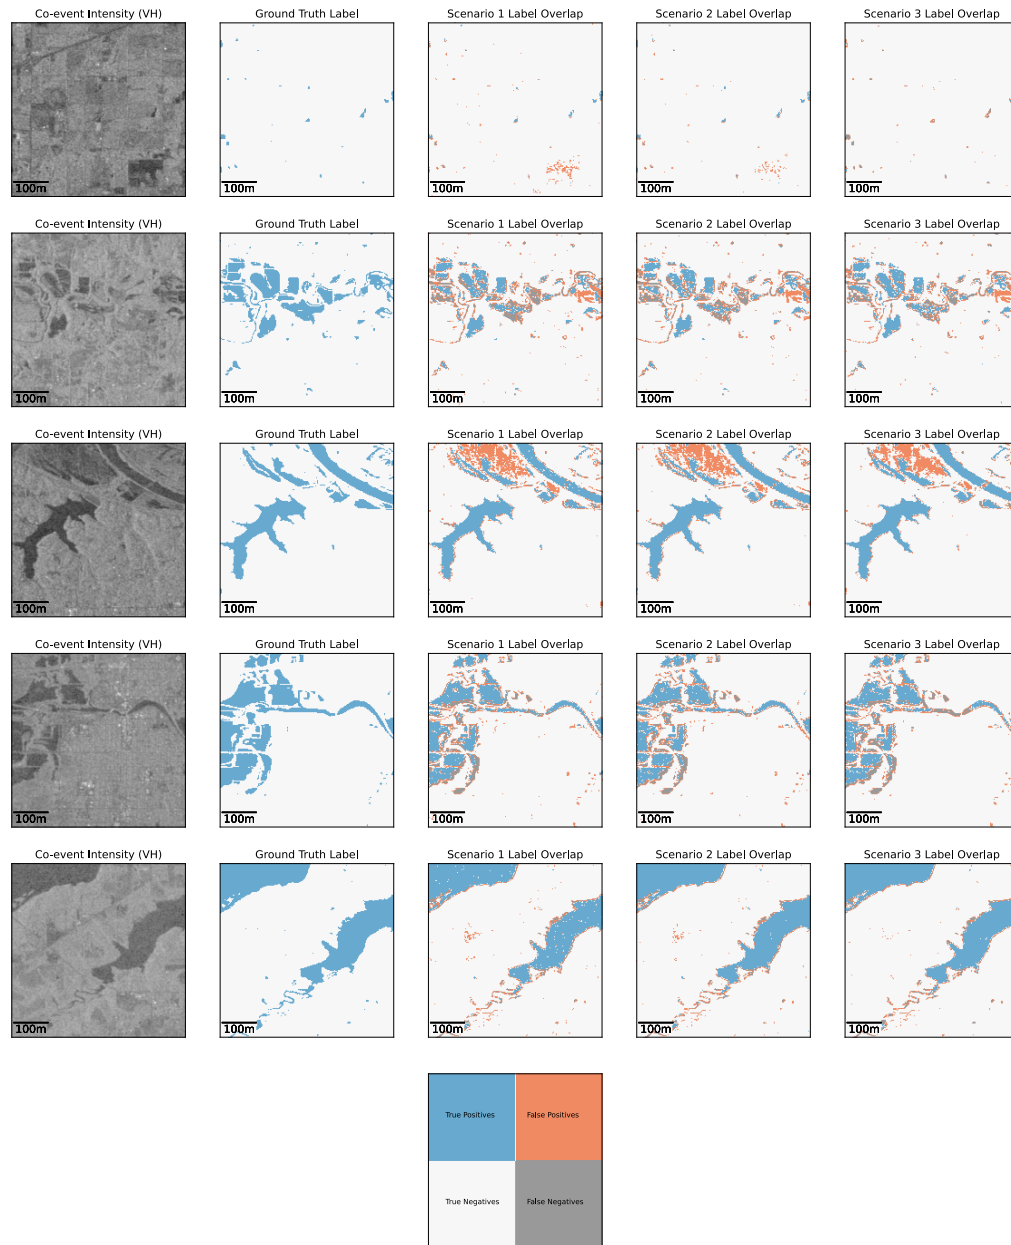 Co-event Intensity (VH) Ground Truth Label Scenario 1 Label Overlap Scenario 2 Label Overlap Scenario 3 Label Overlap
100m 100m 100m 100m 100m
Co-event Intensity (VH) Ground Truth Label Scenario 1 Label Overlap Scenario 2 Label Overlap Scenario 3 Label Overlap
100m 100m 100m 100m 100m
Co-event Intensity (VH) Ground Truth Label Scenario 1 Label Overlap Scenario 2 Label Overlap Scenario 3 Label Overlap
100m 100m 100m 100m 100m
Co-event Intensity (VH) Ground Truth Label Scenario 1 Label Overlap Scenario 2 Label Overlap Scenario 3 Label Overlap
100m 100m 100m 100m 100m
Co-event Intensity (VH) Ground Truth Label Scenario 1 Label Overlap Scenario 2 Label Overlap Scenario 3 Label Overlap
100m 100m 100m 100m 100m
True Positives False Positives
True Negatives False Negatives